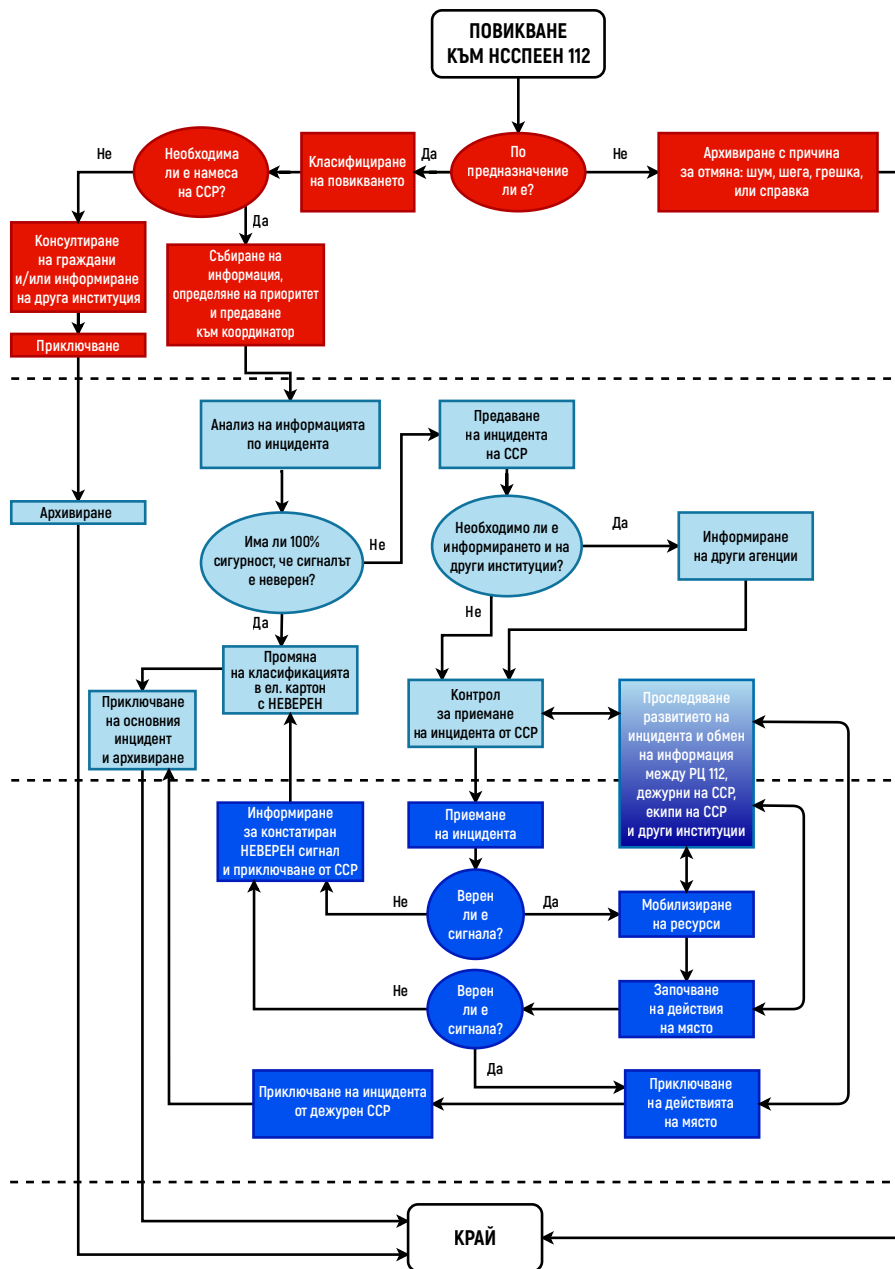 ПОВИКВАНЕ
КЪМ НССПЕЕН 112
Не
Необходима
ли е намеса
на ССР?
Да
Класифициране
на повикването
Да
По
предназначение
ли е?
Не
Архивиране с причина
за отмяна: шум, шега, грешка,
или справка
Консултиране
на граждани
и/или информиране
на друга институция
Събиране на
информация,
определяне на приоритет
и предаване
към координатор
Приключване
Анализ на информацията
по инцидента
Предаване
на инцидента
на ССР
Архивиране
Има ли 100%
сигурност, че сигналът
е неверен?
Не
Необходимо ли е
информирането и на
други институции?
Да
Информиране
на други агенции
Да
Не
Промяна
на класификацията
в ел. картон
с НЕВЕРЕН
Приключване
на основния
инцидент
и архивиране
Контрол
за приемане
на инцидента от ССР
Проследяване
развитието на
инцидента и обмен
на информация
между РЦ 112,
дежурни на ССР,
екипи на ССР
и други институции
Информиране
за констатиран
НЕВЕРЕН сигнал
и приключване от ССР
Приемане
на инцидента
Не
Верен
ли е
сигнала?
Да
Мобилизиране
на ресурси
Не
Верен
ли е
сигнала?
Започване
на действия
на място
Да
Приключване на инцидента
от дежурен ССР
Приключване
на действията
на място
КРАЙ